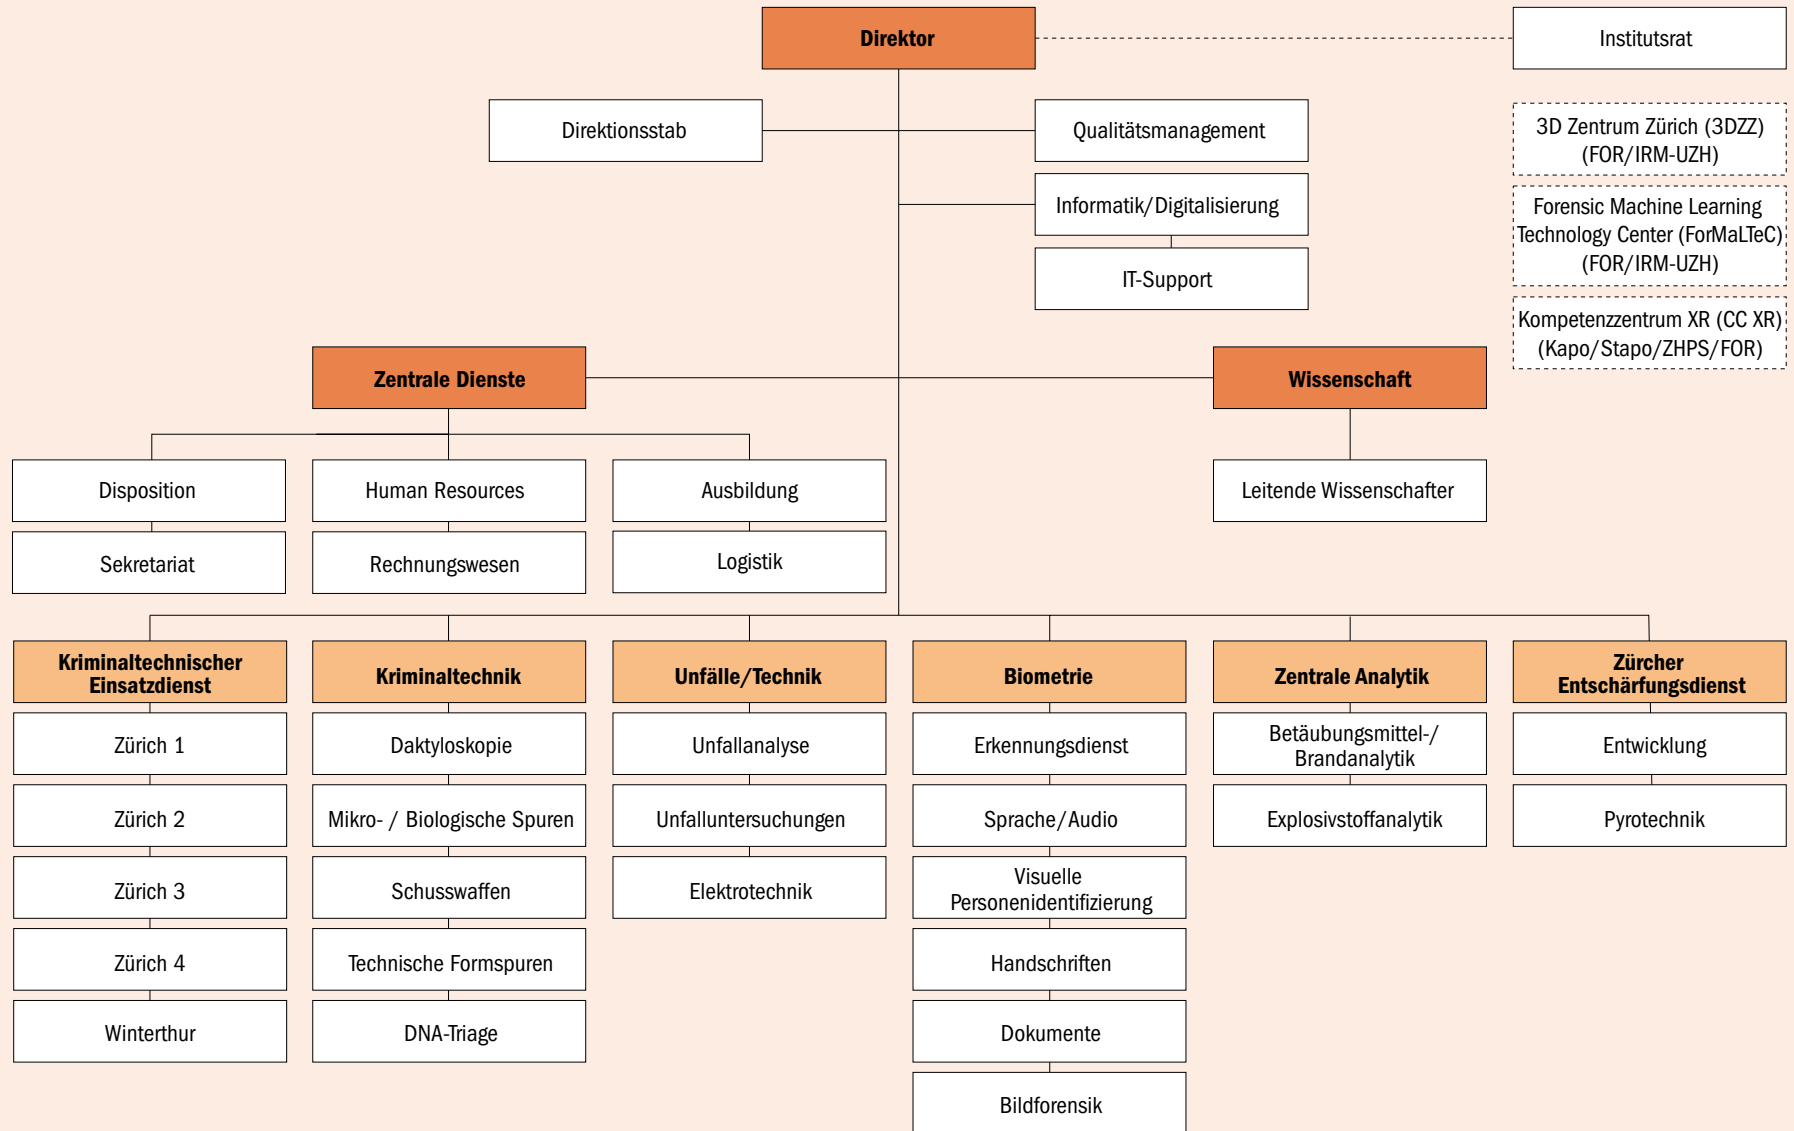 Direktor
Institutsrat
Direktionsstab
Qualitätsmanagement
3D Zentrum Zürich (3DZZ)
(FOR/IRM-UZH)
Informatik/Digitalisierung
Forensic Machine Learning
Technology Center (ForMaLTeC)
(FOR/IRM-UZH)
IT-Support
Kompetenzzentrum XR (CC XR)
(Kapo/Stapo/ZHPS/FOR)
Zentrale Dienste
Wissenschaft
Disposition
Human Resources
Ausbildung
Leitende Wissenschafter
Sekretariat
Rechnungswesen
Logistik
Kriminaltechnischer
Einsatzdienst
Zürich 1
Zürich 2
Zürich 3
Zürich 4
Winterthur
Kriminaltechnik
Daktyloskopie
Mikro- / Biologische Spuren
Schusswaffen
Technische Formspuren
DNA-Triage
Unfälle/Technik
Unfallanalyse
Unfalluntersuchungen
Elektrotechnik
Biometrie
Erkennungsdienst
Sprache/Audio
Visuelle
Personenidentifizierung
Handschriften
Dokumente
Bildforensik
Zentrale Analytik
Betäubungsmittel-/
Brandanalytik
Explosivstoffanalytik
Zürcher
Entschärfungsdienst
Entwicklung
Pyrotechnik